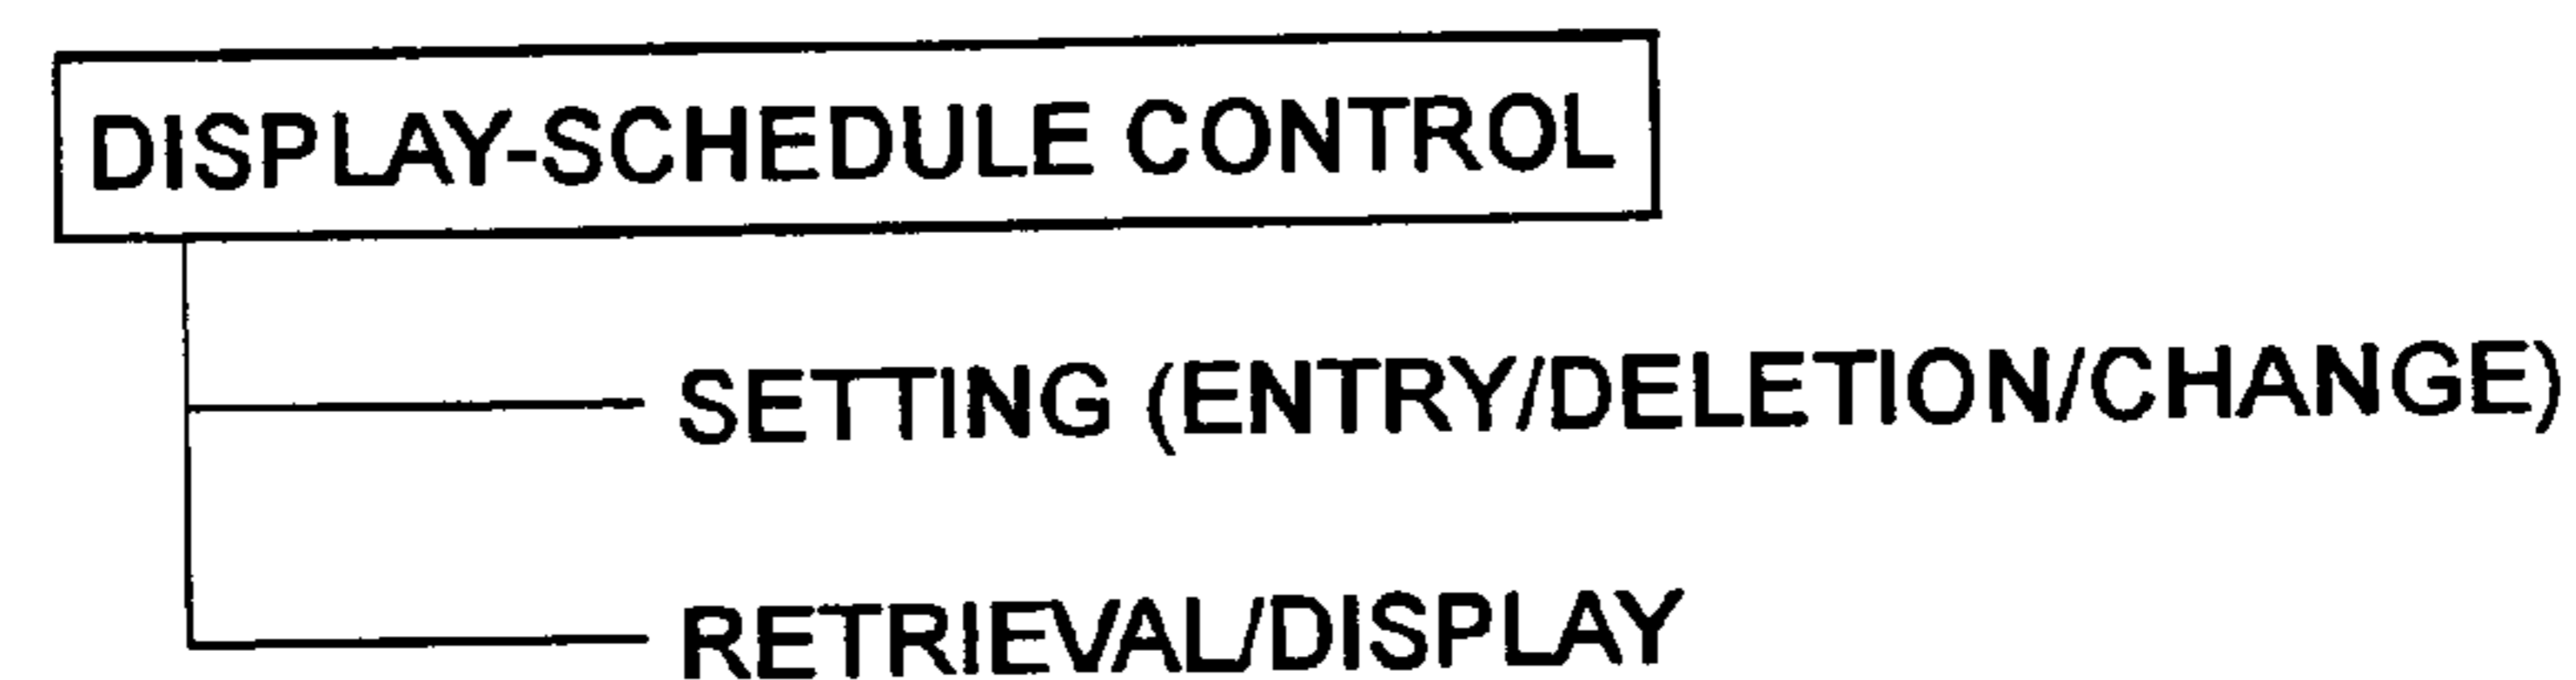 DISPLAY-SCHEDULE CONTROL
SETTING (ENTRY/DELETION/CHANGE)
RETRIEVAL/DISPLAY